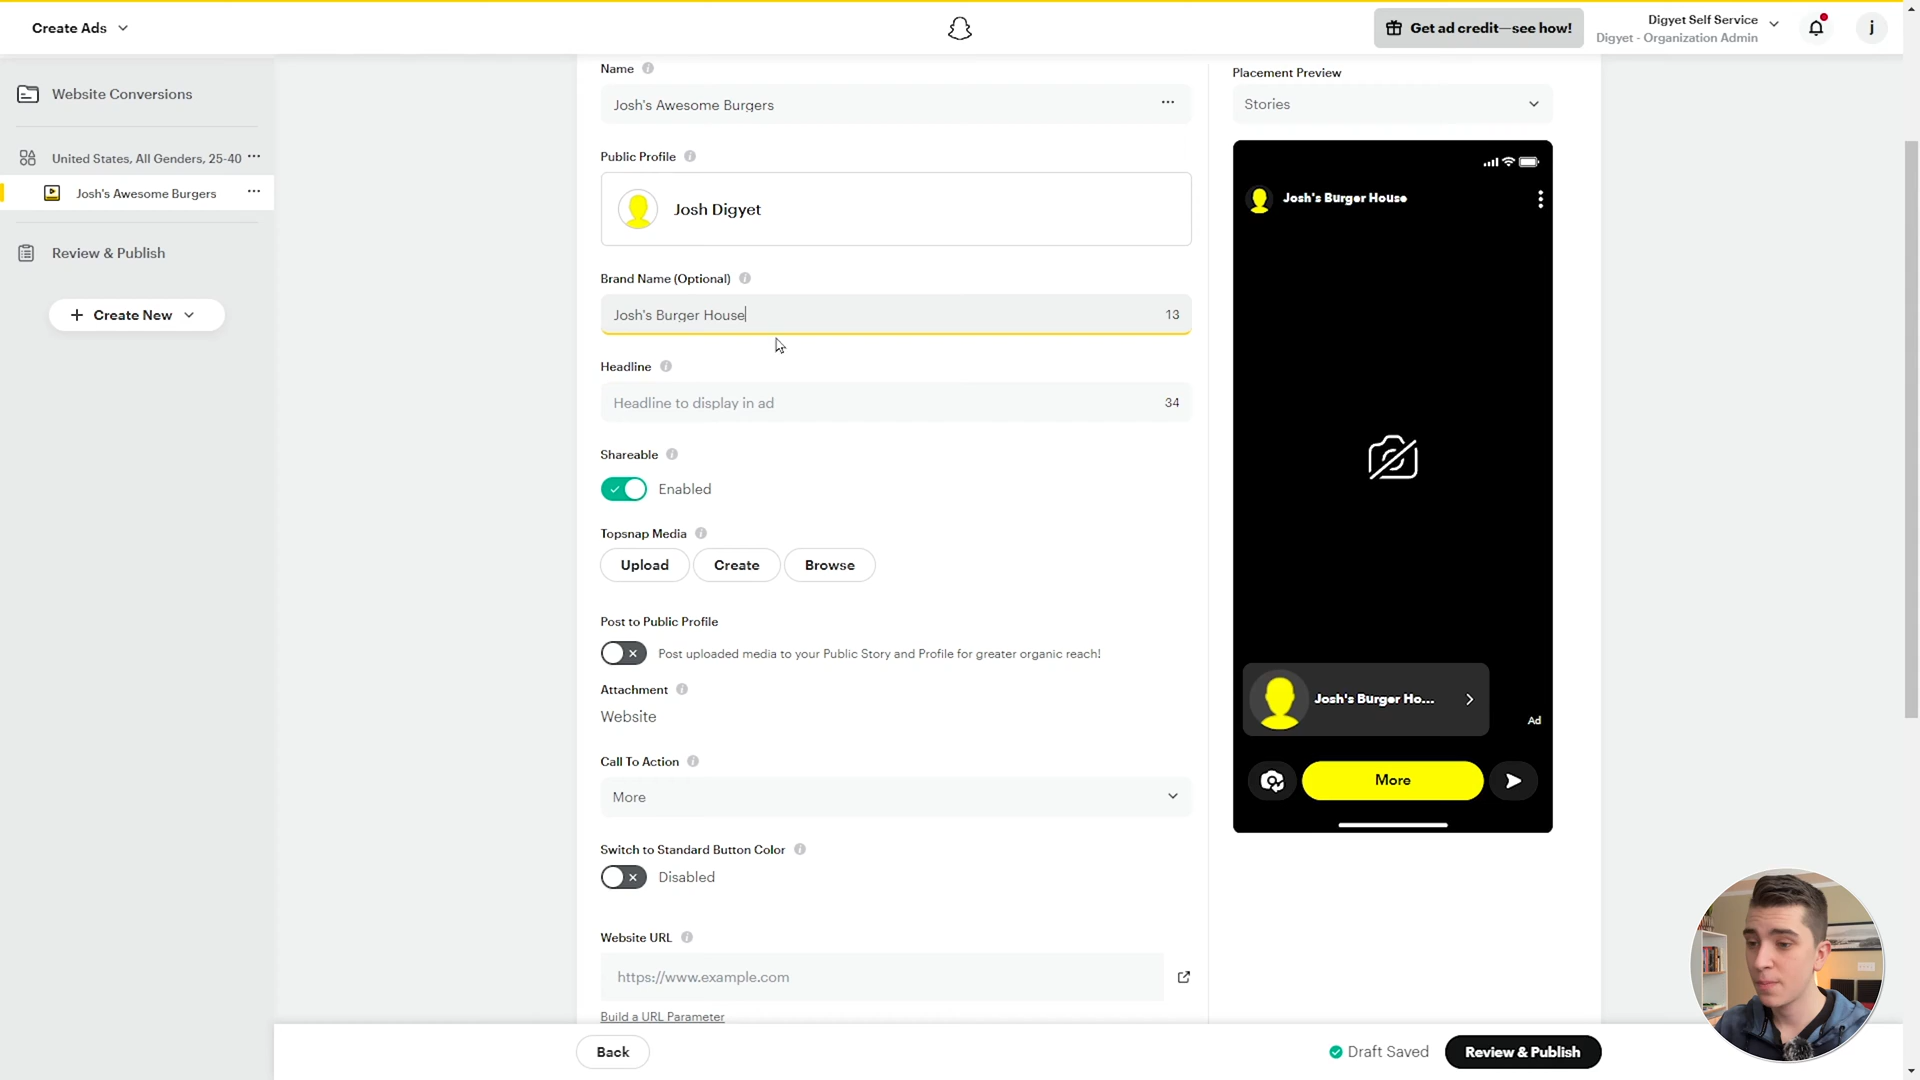 Create Ads
Get ad credit—see how!
Digyet Self Service
Digyet - Organization Admin
j
Website Conversions
United States, All Genders, 25-40
Josh's Awesome Burgers
Review & Publish
+ Create New
Name
Josh's Awesome Burgers
Public Profile
Josh Digyet
Brand Name (Optional)
Josh's Burger House
13
Headline
Headline to display in ad
34
Shareable
Enabled
Topsnap Media
Upload
Create
Browse
Post to Public Profile
Post uploaded media to your Public Story and Profile for greater organic reach!
Attachment
Website
Call To Action
More
Switch to Standard Button Color
Disabled
Website URL
https://www.example.com
Build a URL Parameter
Placement Preview
Stories
Josh's Burger House
Josh's Burger Ho...
Ad
More
Back
Draft Saved
Review & Publish